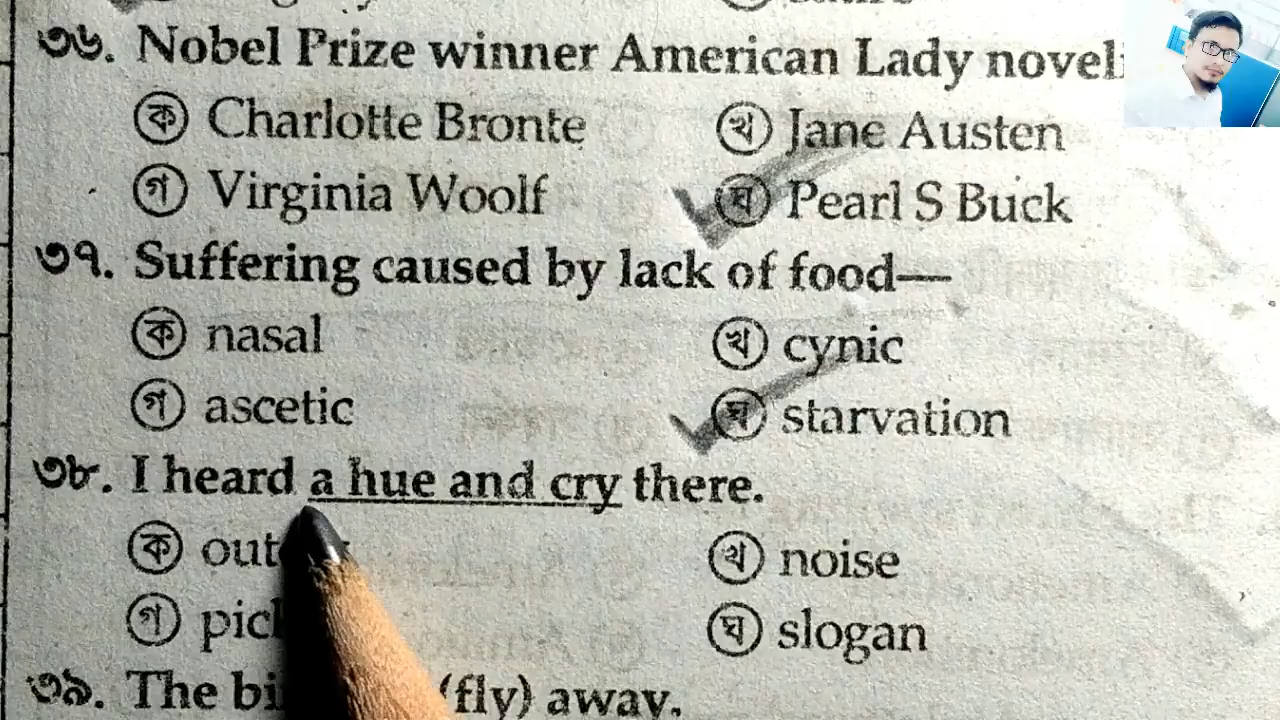 ৩৬. Nobel Prize winner American Lady
ক Charlotte Bronte খ Jane Austen
গ Virginia Woolf ঘ Pearl S Buck
৩৭. Suffering caused by lack of food—
ক nasal খ cynic
গ ascetic ঘ starvation
৩৮. I heard a hue and cry there.
ক খ noise
গ ঘ slogan
৩৯. The (fly) away.